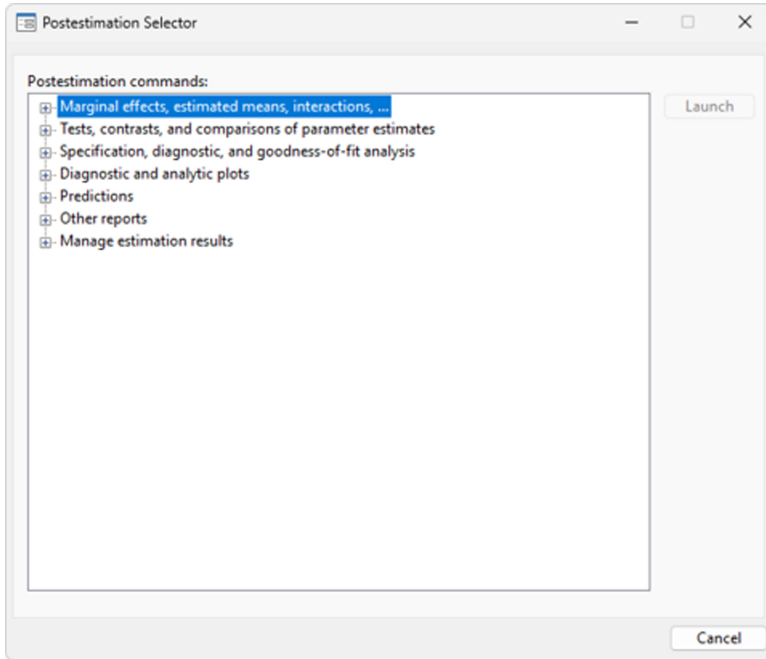 Postestimation Selector
Postestimation commands:
Marginal effects, estimated means, interactions, ...
Launch
Tests, contrasts, and comparisons of parameter estimates
Specification, diagnostic, and goodness-of-fit analysis
Diagnostic and analytic plots
Predictions
Other reports
Manage estimation results
Cancel